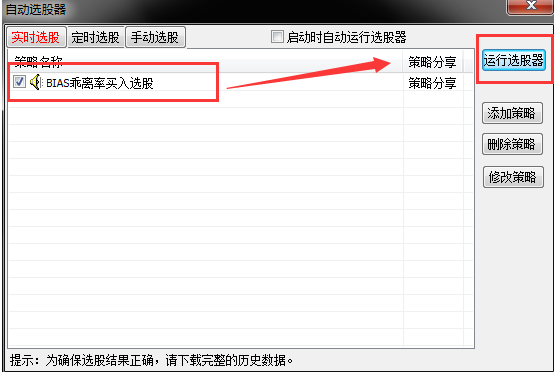 自动选股器
实时选股 定时选股 手动选股 启动时自动运行选股器
运行选股器
策略名称 策略分享
BIAS乖离率买入选股 策略分享
添加策略
删除策略
修改策略
提示：为确保选股结果正确，请下载完整的历史数据。